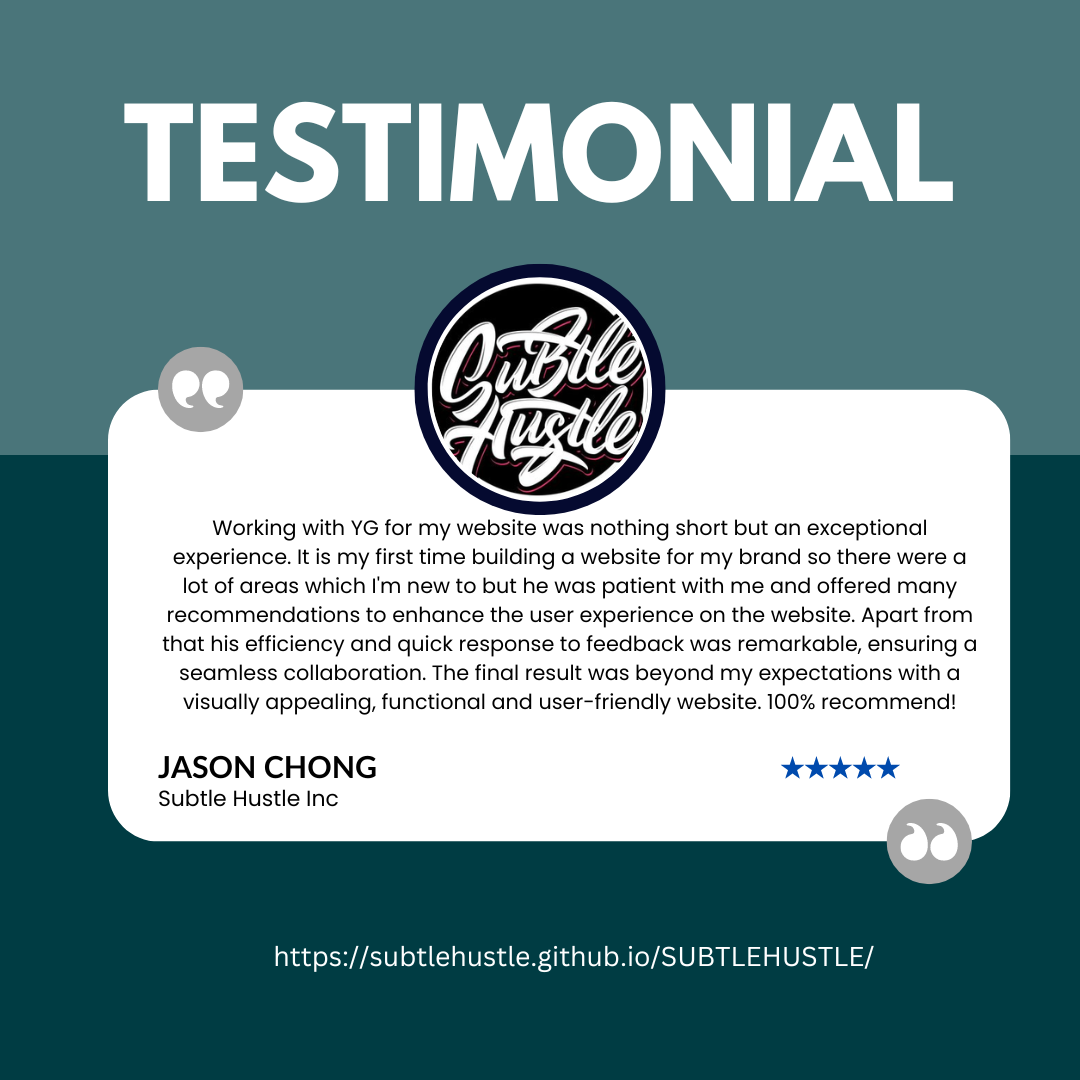 TESTIMONIAL
SuBtle
Hustle
Working with YG for my website was nothing short but an exceptional
experience. It is my first time building a website for my brand so there were a
lot of areas which I'm new to but he was patient with me and offered many
recommendations to enhance the user experience on the website. Apart from
that his efficiency and quick response to feedback was remarkable, ensuring a
seamless collaboration. The final result was beyond my expectations with a
visually appealing, functional and user-friendly website. 100% recommend!
JASON CHONG
★★★★★
Subtle Hustle Inc
https://subtlehustle.github.io/SUBTLEHUSTLE/